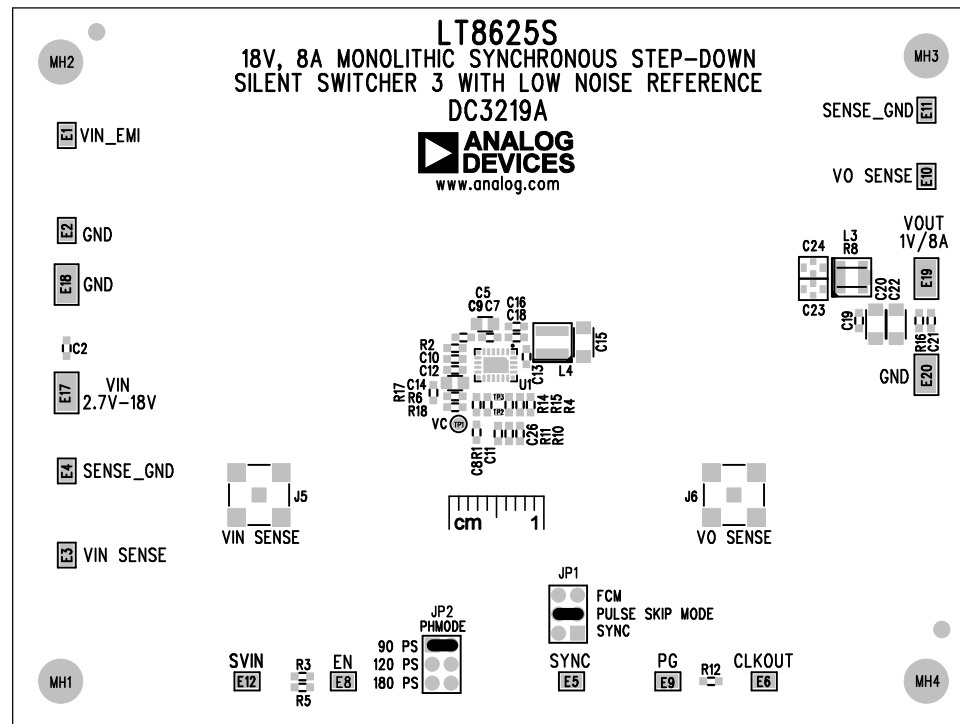 LT8625S
18V, 8A MONOLITHIC SYNCHRONOUS STEP-DOWN
SILENT SWITCHER 3 WITH LOW NOISE REFERENCE
DC3219A
ANALOG
DEVICES
www.analog.com
MH2
MH3
E1 VIN_EMI
SENSE_GND E11
VO SENSE E10
E2 GND
E18 GND
VOUT
1V/8A
E19
C24
L3
R8
C23
C19
C20
C22
R16
C21
GND E20
C2
E17
VIN
2.7V-18V
C5
C9 C7
C16
C18
R2
C10
C12
C14
R17
R6
R18
VC TP1
U1
C13
L4
C15
TP3
TP2
R14
R15
R4
C8
R1
C11
C26
R11
R10
E4 SENSE_GND
J5
VIN SENSE
cm 1
J6
VO SENSE
E3 VIN SENSE
JP1
FCM
PULSE SKIP MODE
SYNC
JP2
PHMODE
90 PS
120 PS
180 PS
MH1
SVIN
E12
R3
R5
EN
E8
SYNC
E5
PG
E9
R12
CLKOUT
E6
MH4